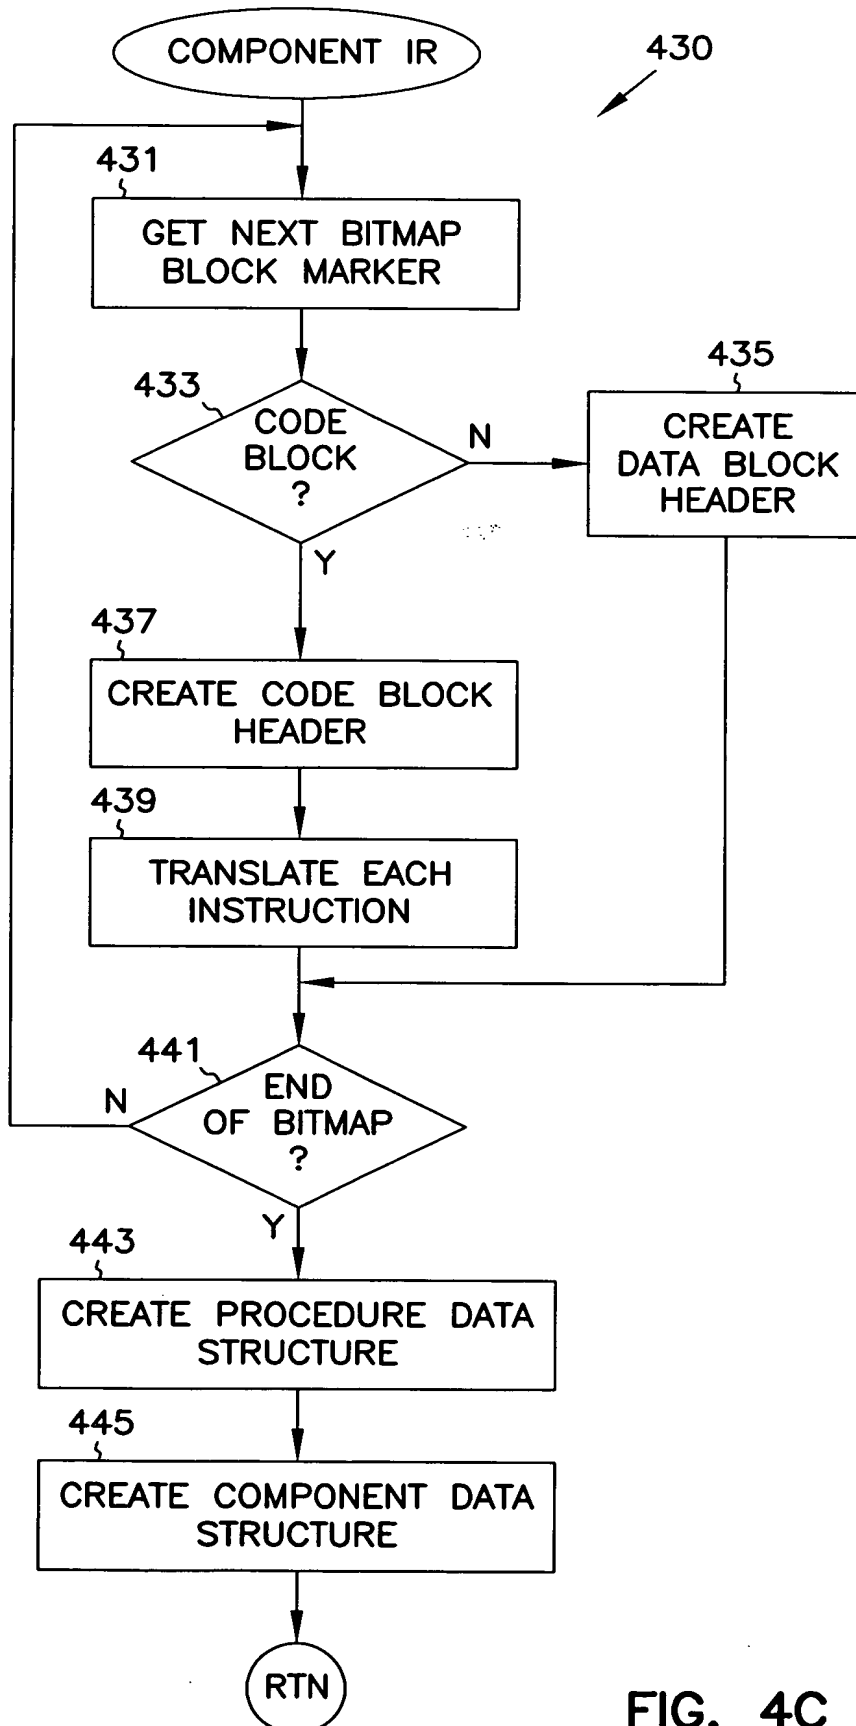 COMPONENT IR
430
431
GET NEXT BITMAP
BLOCK MARKER
433
CODE
BLOCK
?
N
Y
435
CREATE
DATA BLOCK
HEADER
437
CREATE CODE BLOCK
HEADER
439
TRANSLATE EACH
INSTRUCTION
441
END
OF BITMAP
?
N
Y
443
CREATE PROCEDURE DATA
STRUCTURE
445
CREATE COMPONENT DATA
STRUCTURE
RTN
FIG. 4C